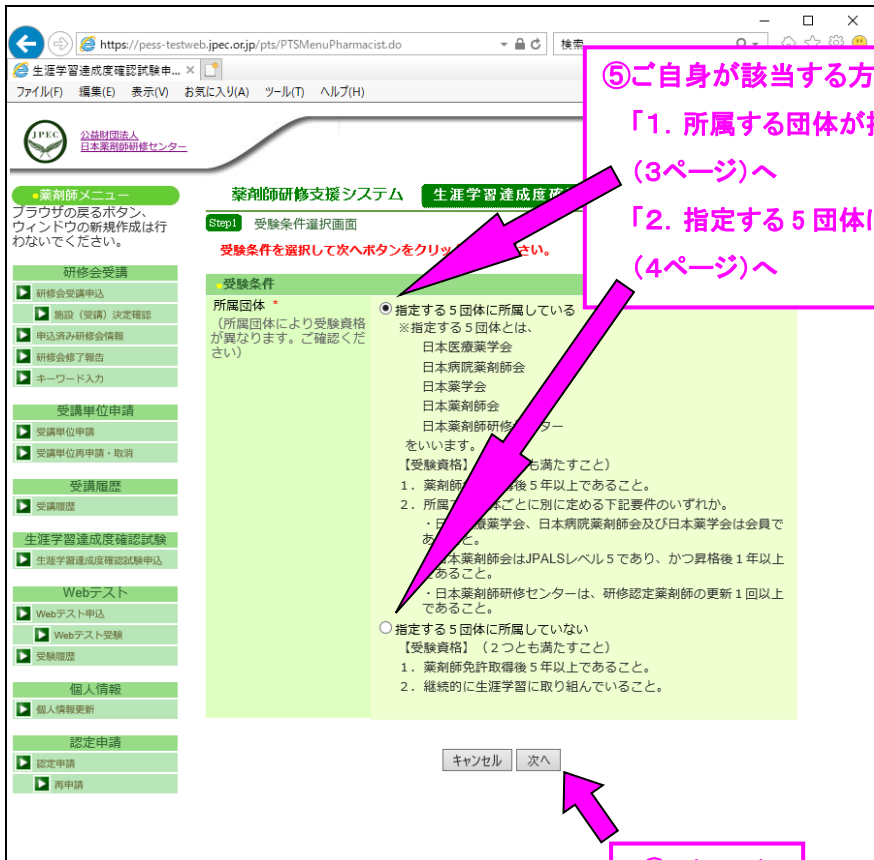 https://pess-testweb.jpec.or.jp/pts/PTSMenuPharmacist.do
検索
生涯学習達成度確認試験申...
ファイル(F) 編集(E) 表示(V) お気に入り(A) ツール(T) ヘルプ(H)
⑤ご自身が該当する方
「1．所属する団体が
(3ページ)へ
「2．指定する５団体に
(4ページ)へ
JPEC
公益財団法人
日本薬剤師研修センター
薬剤師研修支援システム
生涯学習達成度確
Step1 受験条件選択画面
受験条件を選択して次へボタンをクリッ
さい。
●薬剤師メニュー
ブラウザの戻るボタン、
ウィンドウの新規作成は行
わないでください。
研修会受講
研修会受講申込
施設（受講）決定確認
申込済み研修会情報
研修会修了報告
キーワード入力
受講単位申請
受講単位申請
受講単位再申請・取消
受講履歴
受講履歴
生涯学習達成度確認試験
生涯学習達成度確認試験申込
Webテスト
Webテスト申込
Webテスト受験
受験履歴
個人情報
個人情報更新
認定申請
認定申請
再申請
●受験条件
所属団体 *
（所属団体により受験資格
が異なります。ご確認くだ
さい）
指定する５団体に所属している
※指定する５団体とは、
日本医療薬学会
日本病院薬剤師会
日本薬学会
日本薬剤師会
日本薬剤師研修 ター
をいいます。
【受験資格】 も満たすこと）
１．薬剤師 得後５年以上であること。
２．所属 体ごとに別に定める下記要件のいずれか。
・日 療薬学会、日本病院薬剤師会及び日本薬学会は会員で
あ と。
本薬剤師会はJPALSレベル５であり、かつ昇格後１年以上
であること。
・日本薬剤師研修センターは、研修認定薬剤師の更新１回以上
であること。
指定する５団体に所属していない
【受験資格】（２つとも満たすこと）
１．薬剤師免許取得後５年以上であること。
２．継続的に生涯学習に取り組んでいること。
キャンセル 次へ